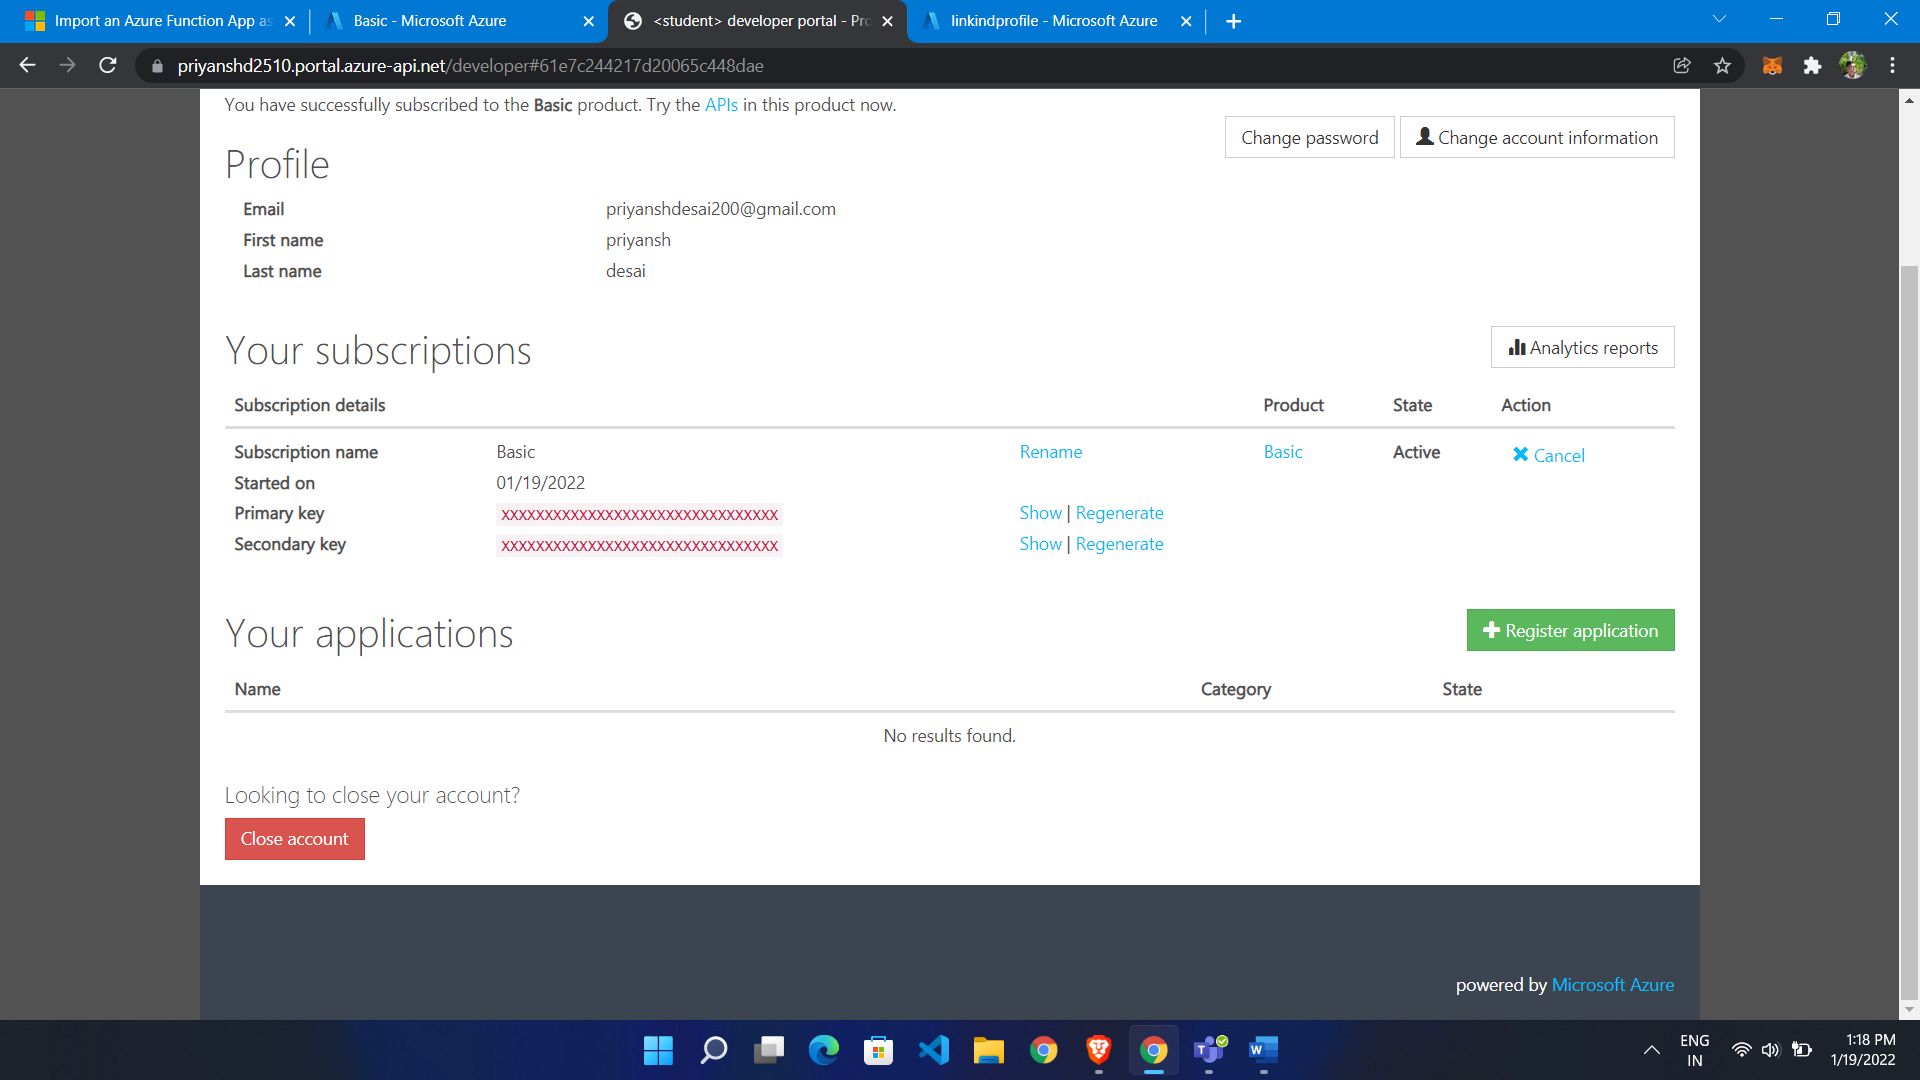 Import an Azure Function App as
Basic - Microsoft Azure
<student> developer portal - Pro
linkindprofile - Microsoft Azure
priyanshd2510.portal.azure-api.net/developer#61e7c244217d20065c448dae
You have successfully subscribed to the Basic product. Try the APIs in this product now.
Change password
Change account information
Profile
Email priyanshdesai200@gmail.com
First name priyansh
Last name desai
Your subscriptions
Analytics reports
Subscription details Product State Action
Subscription name Basic Rename Basic Active Cancel
Started on 01/19/2022
Primary key XXXXXXXXXXXXXXXXXXXXXXXXXXXXXXXX Show | Regenerate
Secondary key XXXXXXXXXXXXXXXXXXXXXXXXXXXXXXXX Show | Regenerate
Your applications
Register application
Name Category State
No results found.
Looking to close your account?
Close account
powered by Microsoft Azure
ENG
IN
1:18 PM
1/19/2022